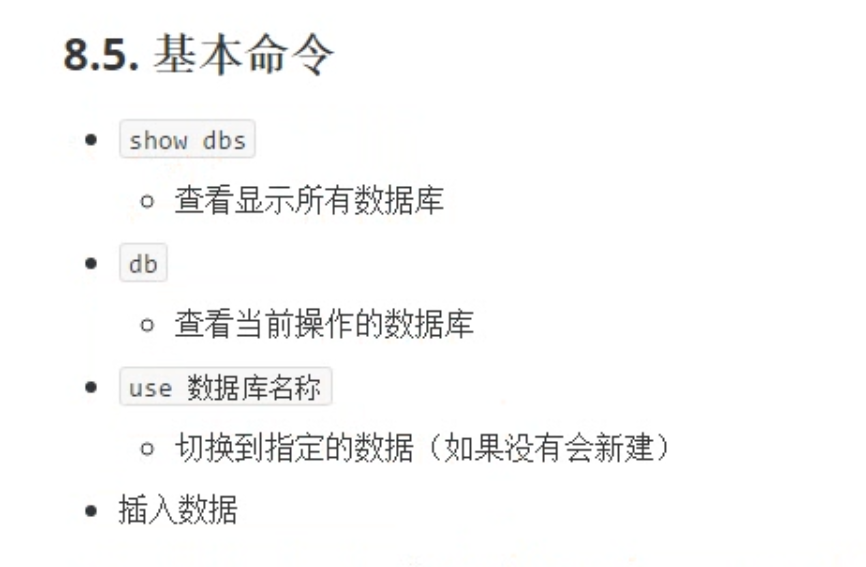 8.5. 基本命令
show dbs
查看显示所有数据库
db
查看当前操作的数据库
use 数据库名称
切换到指定的数据（如果没有会新建）
插入数据